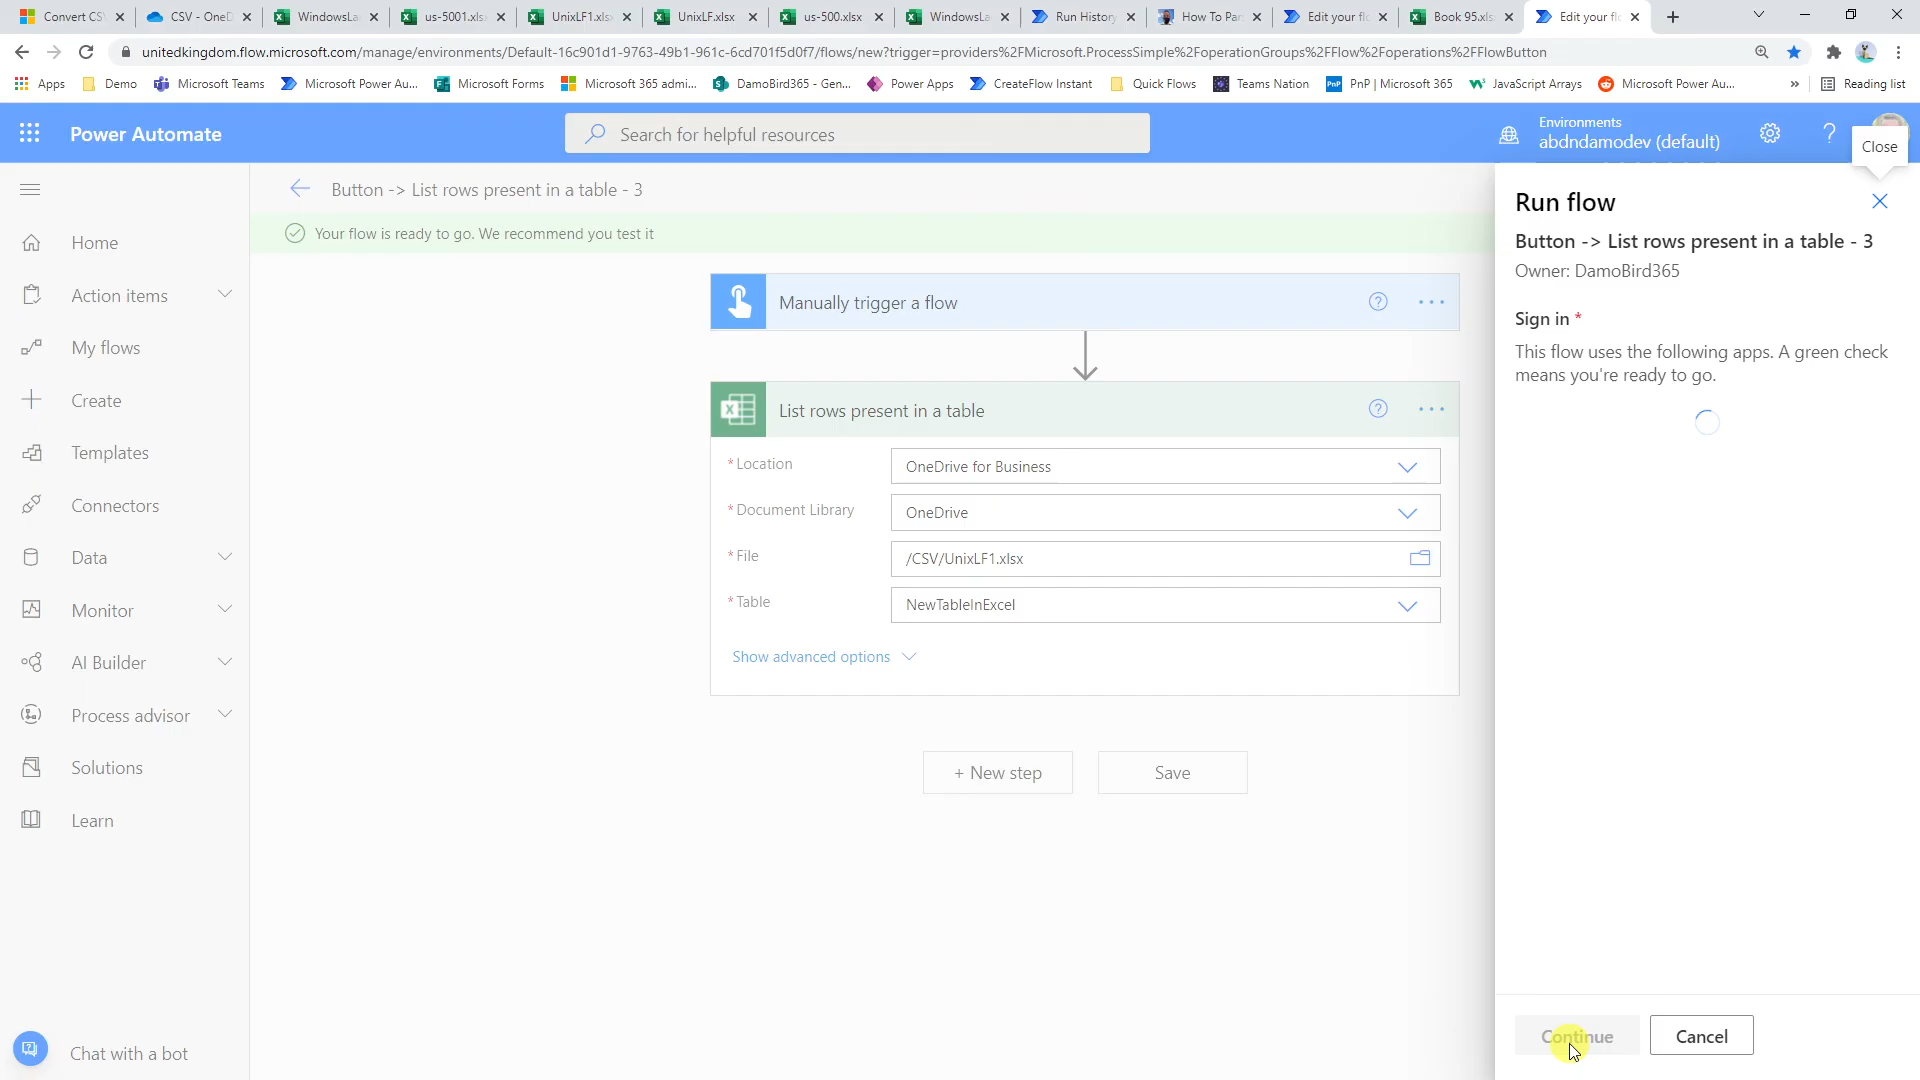 Convert CS
CSV - OneD
WindowsLa
us-5001.xls
UnixLF1.xls
UnixLF.xlsx
us-500.xlsx
WindowsLa
Run History
How To Par
Edit your flo
Book 95.xls
Edit your flo
unitedkingdom.flow.microsoft.com/manage/environments/Default-16c901d1-9763-49b1-961c-6cd701f5d0f7/flows/new?trigger=providers%2FMicrosoft.ProcessSimple%2FoperationGroups%2FFlow%2Foperations%2FFlowButton
Apps
Demo
Microsoft Teams
Microsoft Power Au...
Microsoft Forms
Microsoft 365 admi...
DamoBird365 - Gen...
Power Apps
CreateFlow Instant
Quick Flows
Teams Nation
PnP | Microsoft 365
JavaScript Arrays
Microsoft Power Au...
»
Reading list
Power Automate
Search for helpful resources
Environments
abdndamodev (default)
Close
Home
Action items
My flows
Create
Templates
Connectors
Data
Monitor
AI Builder
Process advisor
Solutions
Learn
Chat with a bot
Button -> List rows present in a table - 3
Your flow is ready to go. We recommend you test it
Manually trigger a flow
List rows present in a table
* Location
OneDrive for Business
* Document Library
OneDrive
* File
/CSV/UnixLF1.xlsx
* Table
NewTableInExcel
Show advanced options
+ New step
Save
Run flow
Button -> List rows present in a table - 3
Owner: DamoBird365
Sign in *
This flow uses the following apps. A green check
means you're ready to go.
Continue
Cancel